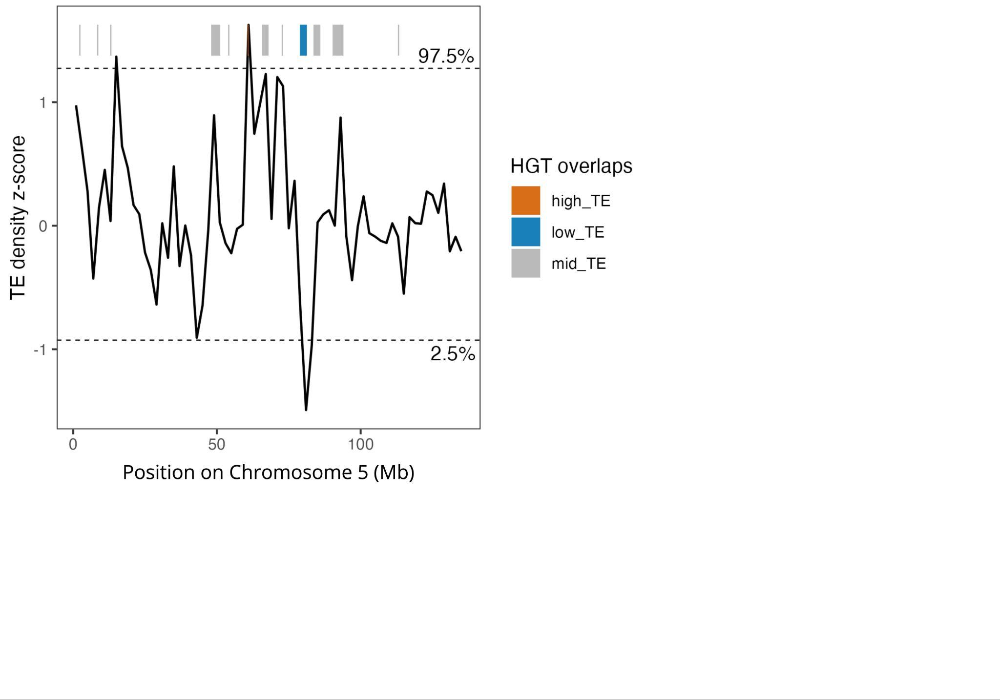 97.5%
1
0
-1
TE density z-score
2.5%
0 50 100
Position on Chromosome 5 (Mb)
HGT overlaps
high_TE
low_TE
mid_TE